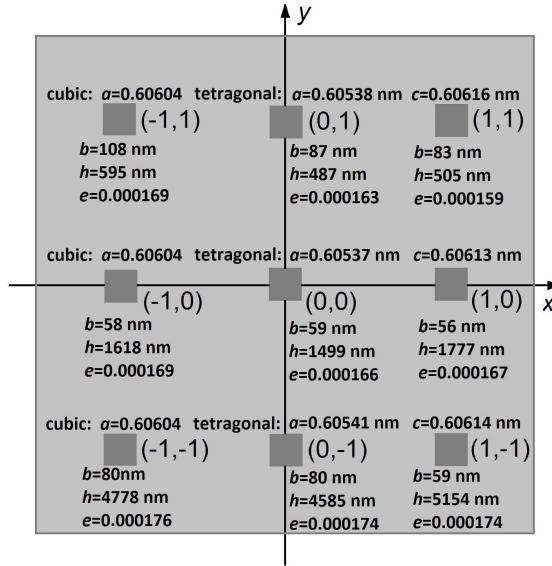 y
cubic: a=0.60604 tetragonal: a=0.60538 nm c=0.60616 nm
(-1,1) (0,1) (1,1)
b=108 nm b=87 nm b=83 nm
h=595 nm h=487 nm h=505 nm
e=0.000169 e=0.000163 e=0.000159
cubic: a=0.60604 tetragonal: a=0.60537 nm c=0.60613 nm
(-1,0) (0,0) (1,0) x
b=58 nm b=59 nm b=56 nm
h=1618 nm h=1499 nm h=1777 nm
e=0.000169 e=0.000166 e=0.000167
cubic: a=0.60604 tetragonal: a=0.60541 nm c=0.60614 nm
(-1,-1) (0,-1) (1,-1)
b=80nm b=80 nm b=59 nm
h=4778 nm h=4585 nm h=5154 nm
e=0.000176 e=0.000174 e=0.000174